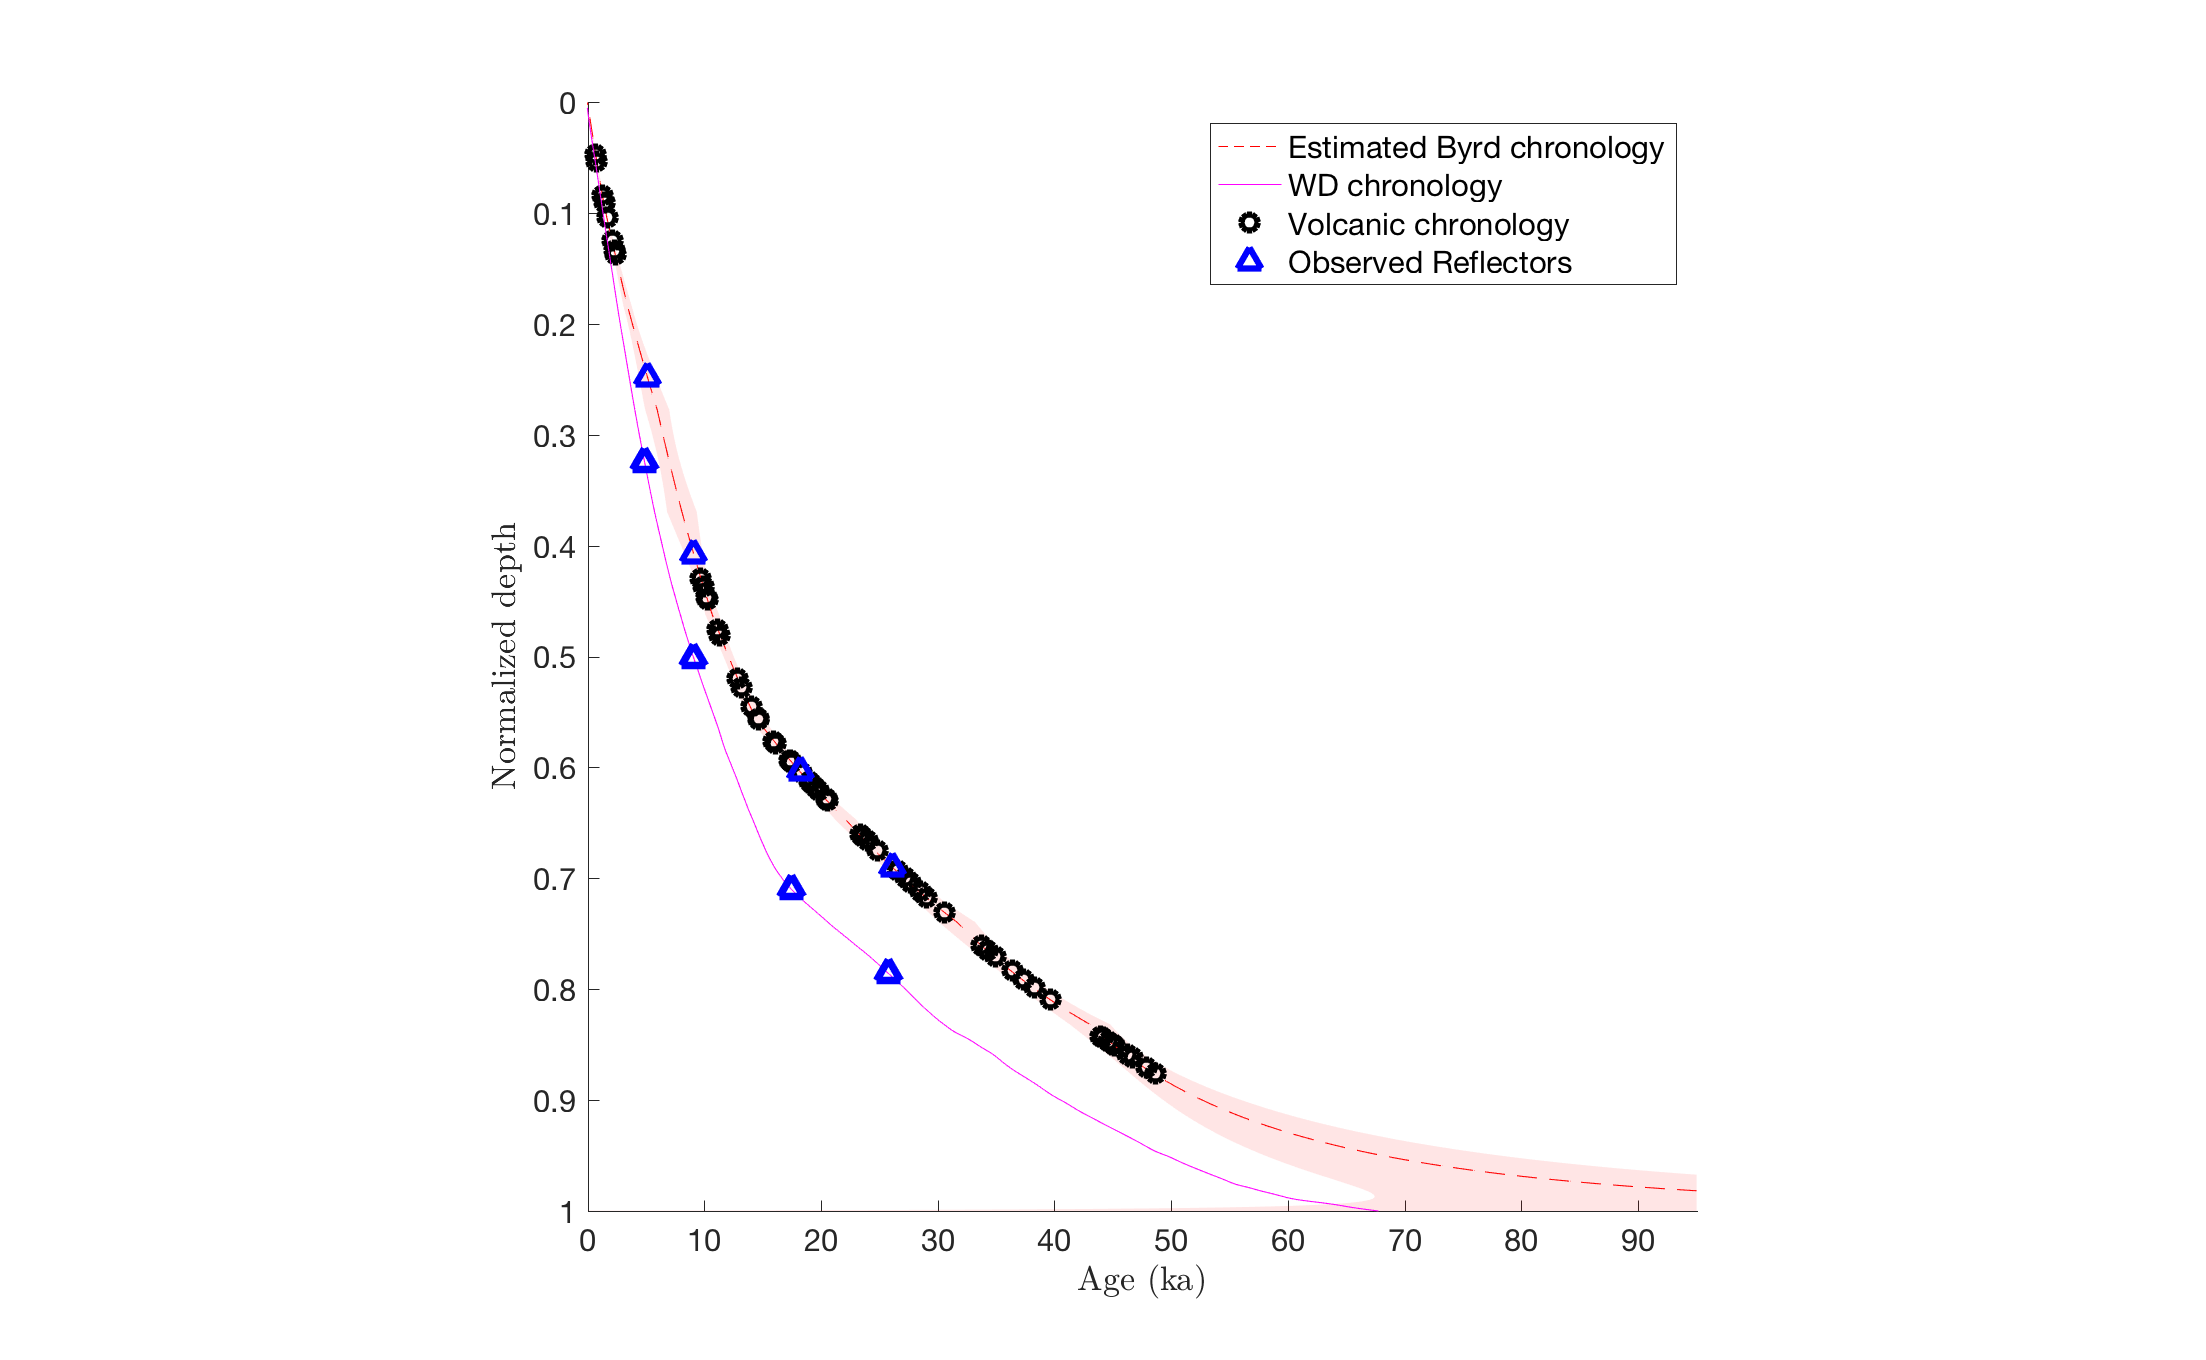 Estimated Byrd chronology
WD chronology
Volcanic chronology
Observed Reflectors
0
0.1
0.2
0.3
0.4
0.5
0.6
0.7
0.8
0.9
1
Normalized depth
0 10 20 30 40 50 60 70 80 90
Age (ka)